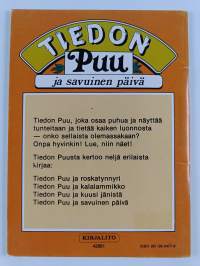 TIEDON
Puu
ja savuinen päivä
Tiedon Puu, joka osaa puhua ja näyttää
tunteitaan ja tietää kaiken luonnosta
— onko sellaista olemassakaan?
Onpa hyvinkin! Lue, niin näet!
Tiedon Puusta kertoo neljä erilaista
kirjaa:
Tiedon Puu ja roskatynnyri
Tiedon Puu ja kalalammikko
Tiedon Puu ja kuusi jänistä
Tiedon Puu ja savuinen päivä
KIRJALITO